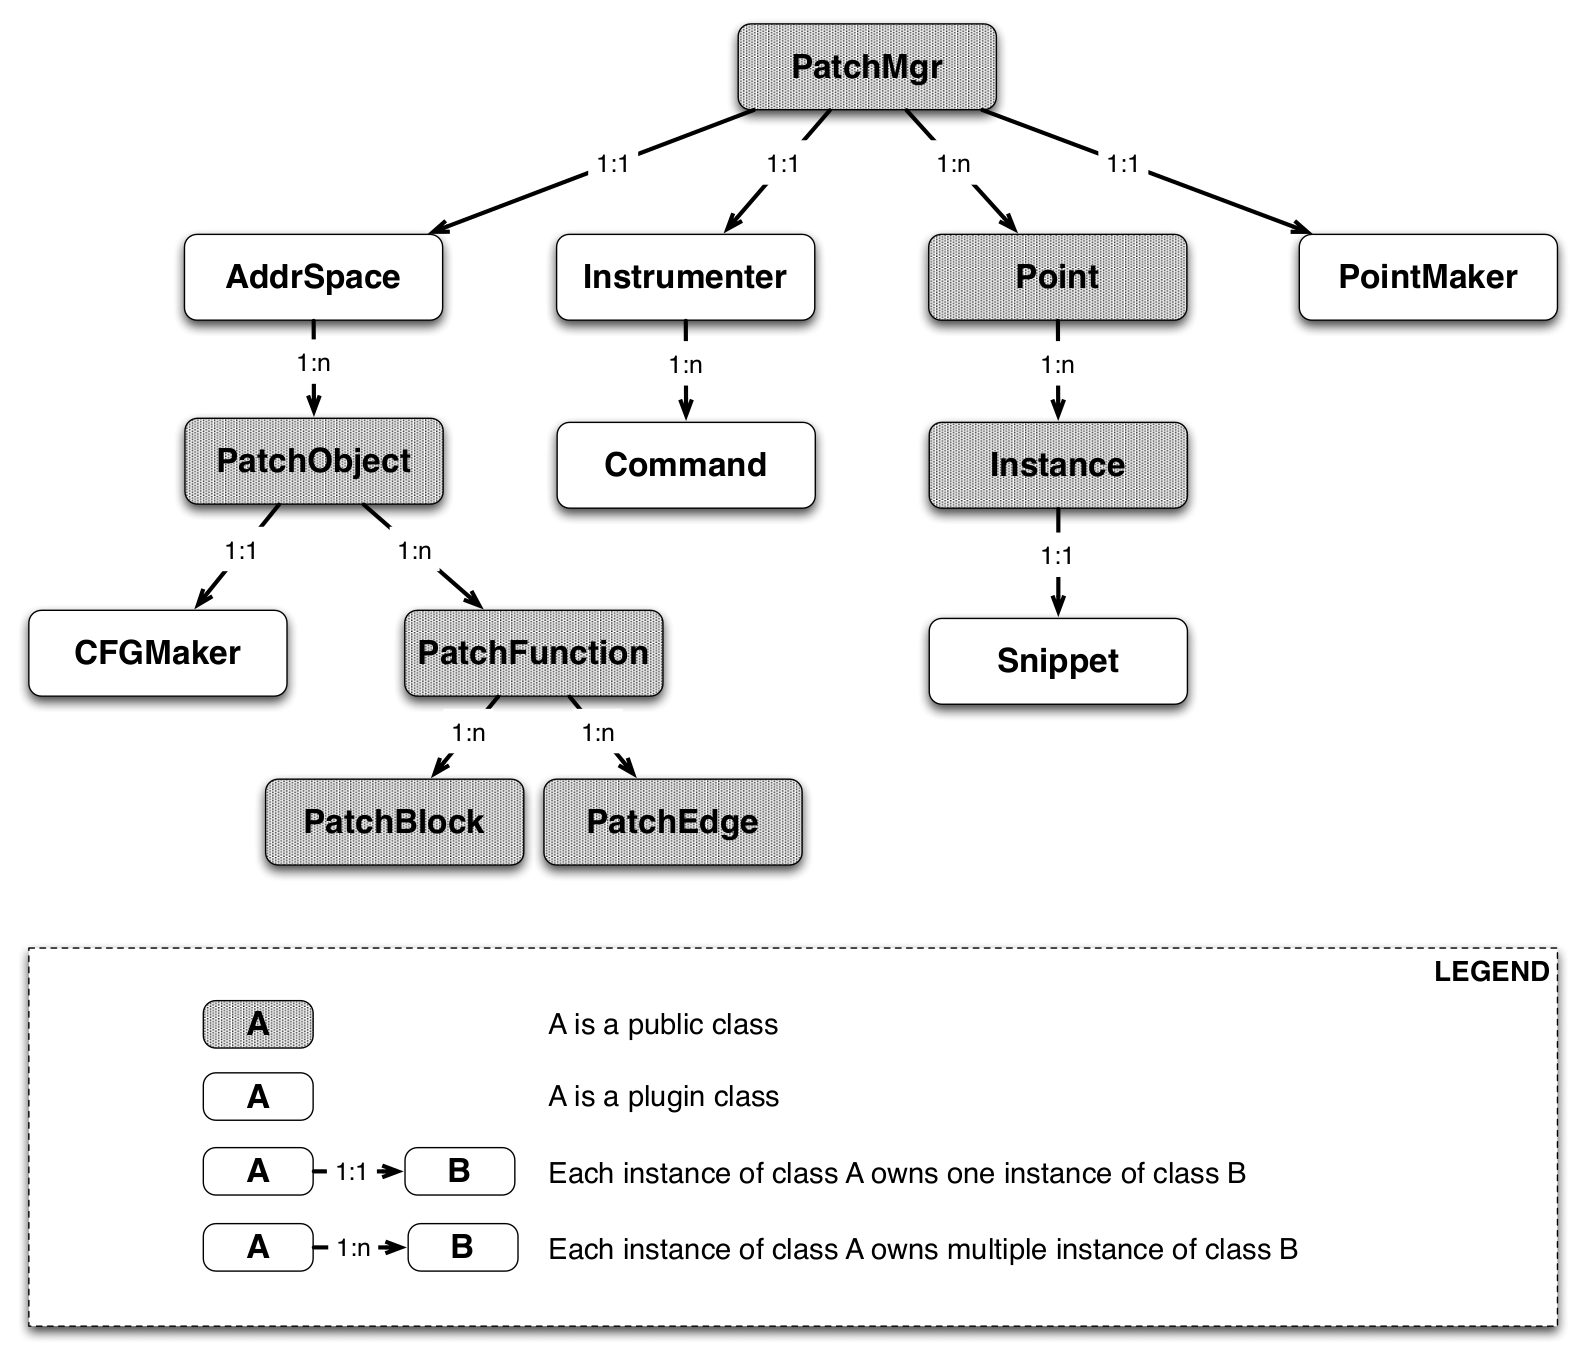 PatchMgr
1:1
1:1
1:n
1:1
AddrSpace
Instrumenter
Point
PointMaker
1:n
1:n
1:n
PatchObject
Command
Instance
1:1
1:n
1:1
CFGMaker
PatchFunction
Snippet
1:n
1:n
PatchBlock
PatchEdge
LEGEND
A
A is a public class
A
A is a plugin class
A 1:1 B
Each instance of class A owns one instance of class B
A 1:n B
Each instance of class A owns multiple instance of class B